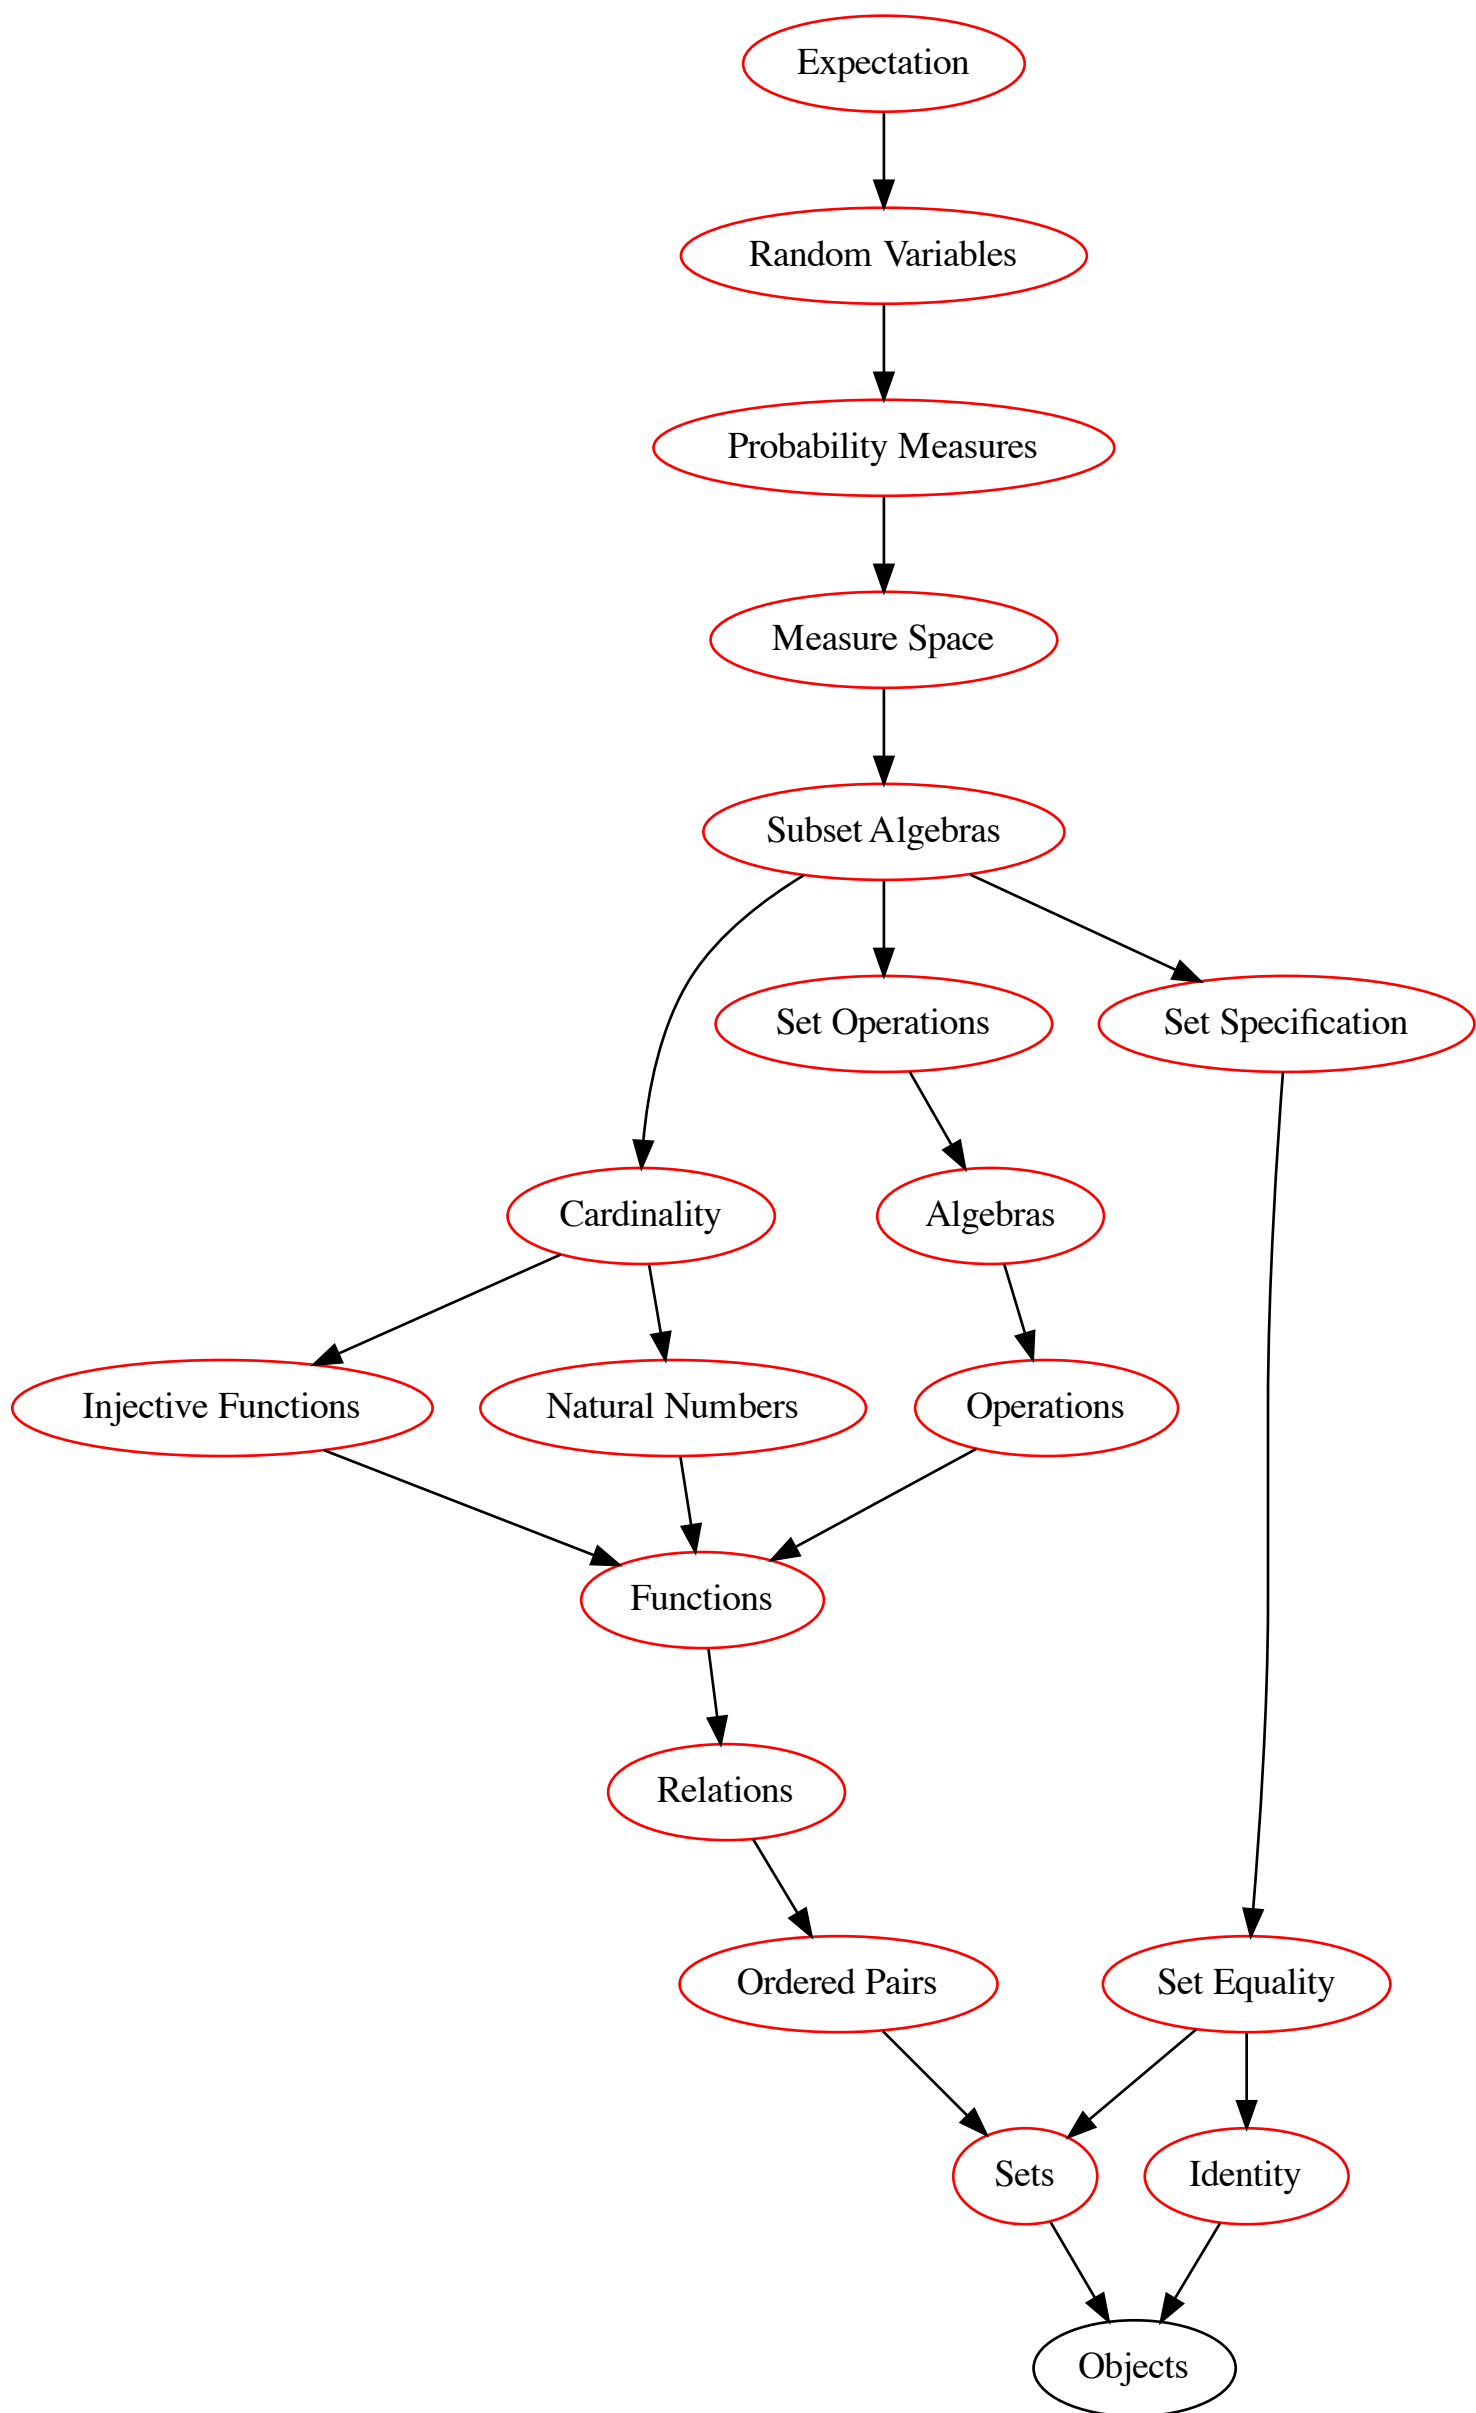 Expectation
Random Variables
Probability Measures
Measure Space
Subset Algebras
Set Operations
Set Specification
Cardinality
Algebras
Injective Functions
Natural Numbers
Operations
Functions
Relations
Ordered Pairs
Set Equality
Sets
Identity
Objects